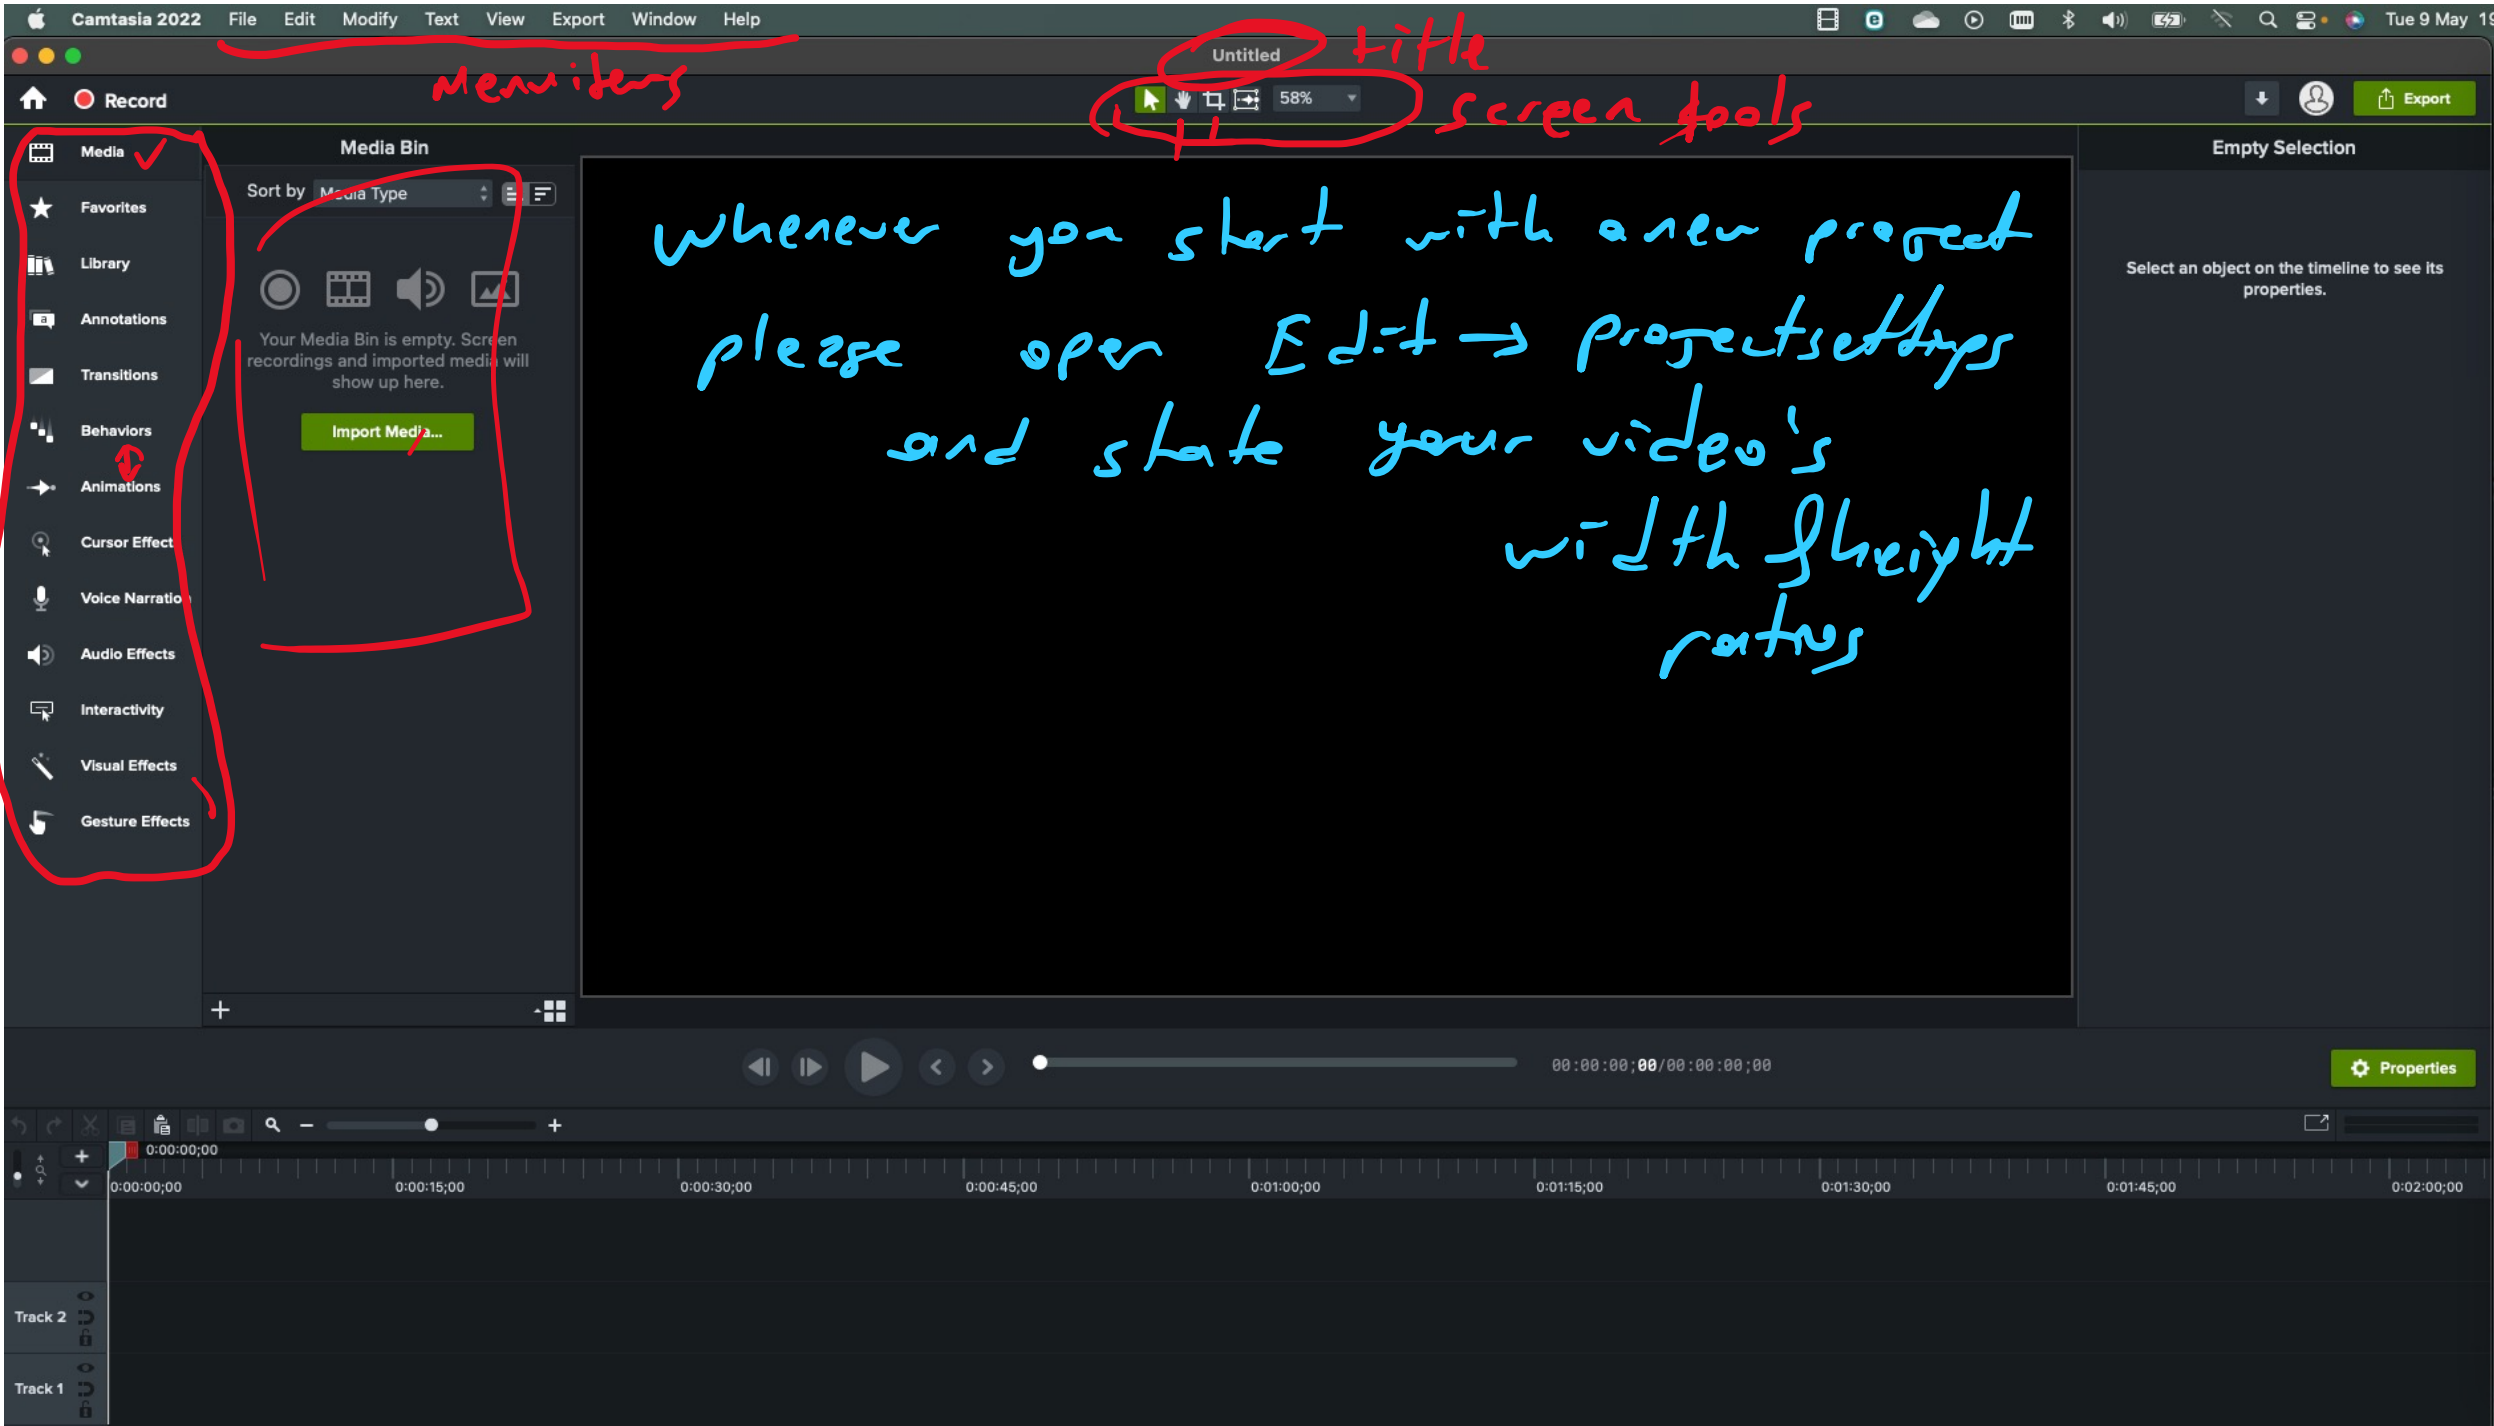 Camtasia 2022 File Edit Modify Text View Export Window Help
Tue 9 May 19
Untitled
title
Menu items
Record
58%
screen tools
Export
Media
Favorites
Library
Annotations
Transitions
Behaviors
Animations
Cursor Effect
Voice Narration
Audio Effects
Interactivity
Visual Effects
Gesture Effects
Media Bin
Sort by Media Type
Your Media Bin is empty. Screen
recordings and imported media will
show up here.
Import Media...
whenever you start with a new project
please open Edit → project settings
and state your video's
width & height
ratios
Empty Selection
Select an object on the timeline to see its
properties.
00:00:00;00/00:00:00;00
Properties
0:00:00;00
0:00:00;00 0:00:15;00 0:00:30;00 0:00:45;00 0:01:00;00 0:01:15;00 0:01:30;00 0:01:45;00 0:02:00;00
Track 2
Track 1